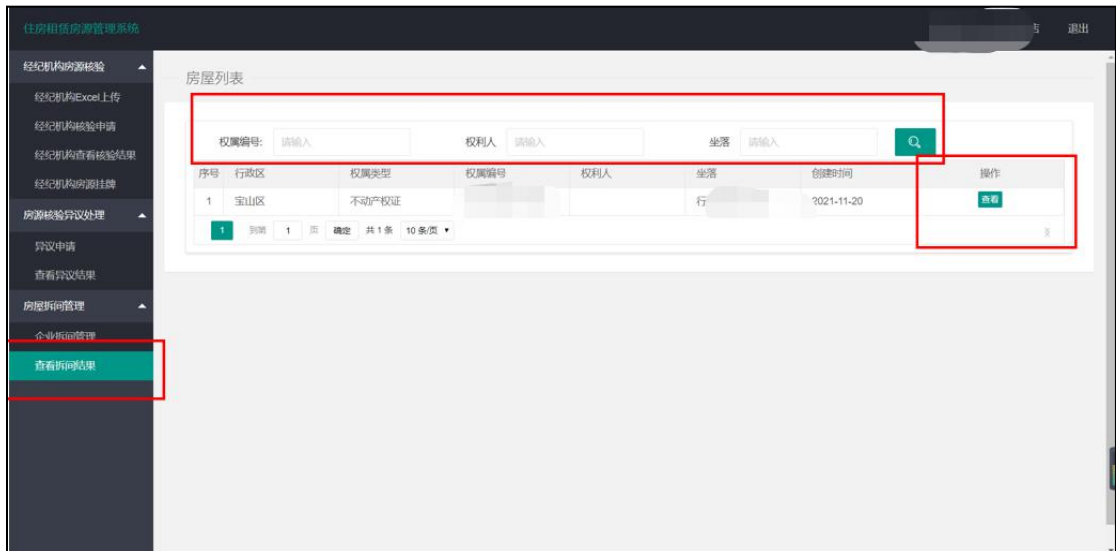 住房租赁房源管理系统
退出
经纪机构房源核验
经纪机构Excel上传
经纪机构核验申请
经纪机构查看核验结果
经纪机构房源挂牌
房源核验异议处理
异议申请
查看异议结果
房屋拆间管理
企业拆间管理
查看拆间结果
房屋列表
权属编号: 请输入 权利人 请输入 坐落 请输入
序号 行政区 权属类型 权属编号 权利人 坐落 创建时间 操作
1 宝山区 不动产权证 行 2021-11-20 查看
1 到第 1 页 确定 共 1 条 10 条/页